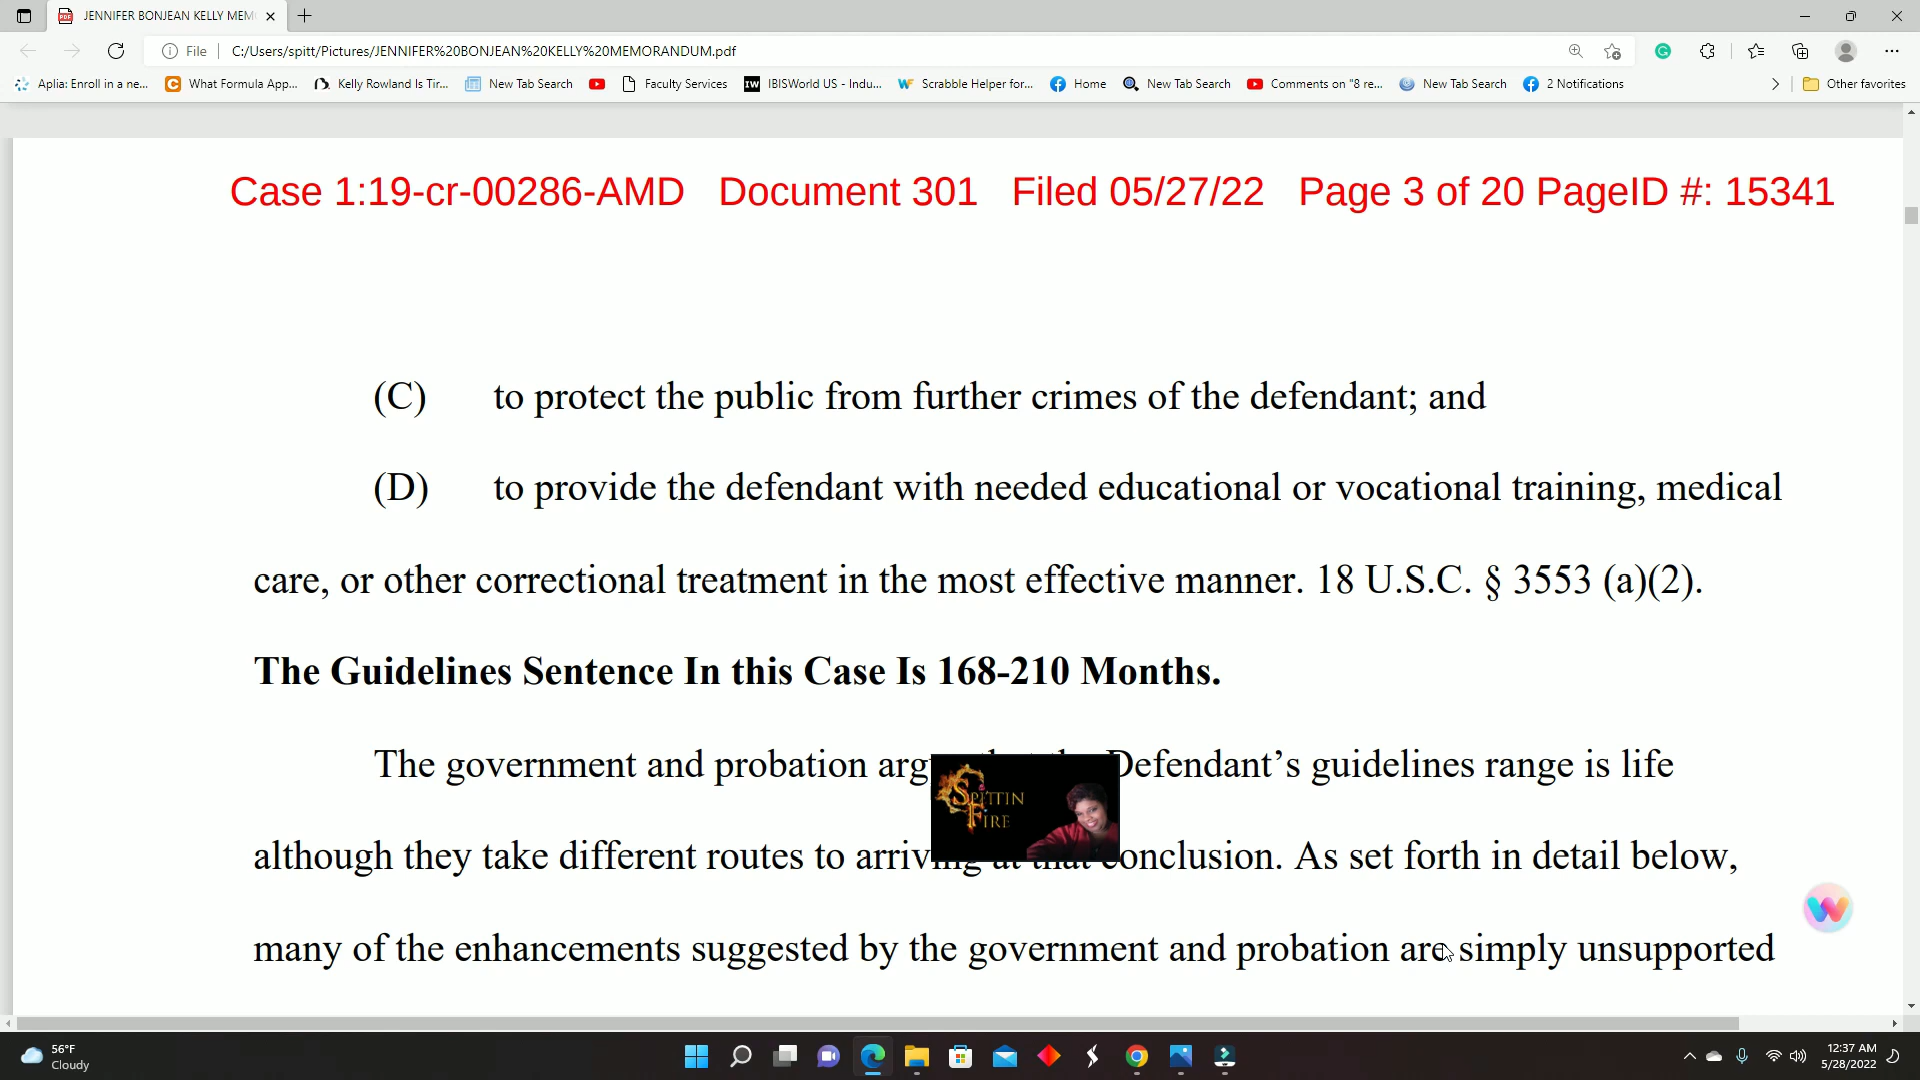 JENNIFER BONJEAN KELLY MEM
File C:/Users/spitt/Pictures/JENNIFER%20BONJEAN%20KELLY%20MEMORANDUM.pdf
Aplia: Enroll in a ne... What Formula App... Kelly Rowland Is Tir... New Tab Search Faculty Services IW IBISWorld US - Indu... WF Scrabble Helper for... Home New Tab Search Comments on "8 re... New Tab Search 2 Notifications Other favorites
Case 1:19-cr-00286-AMD Document 301 Filed 05/27/22 Page 3 of 20 PageID #: 15341
(C) to protect the public from further crimes of the defendant; and
(D) to provide the defendant with needed educational or vocational training, medical
care, or other correctional treatment in the most effective manner. 18 U.S.C. § 3553 (a)(2).
The Guidelines Sentence In this Case Is 168-210 Months.
The government and probation Defendant's guidelines range is life
although they take different routes to conclusion. As set forth in detail below,
SPITTIN
FIRE
many of the enhancements suggested by the government and probation are simply unsupported
56°F
Cloudy
12:37 AM
5/28/2022